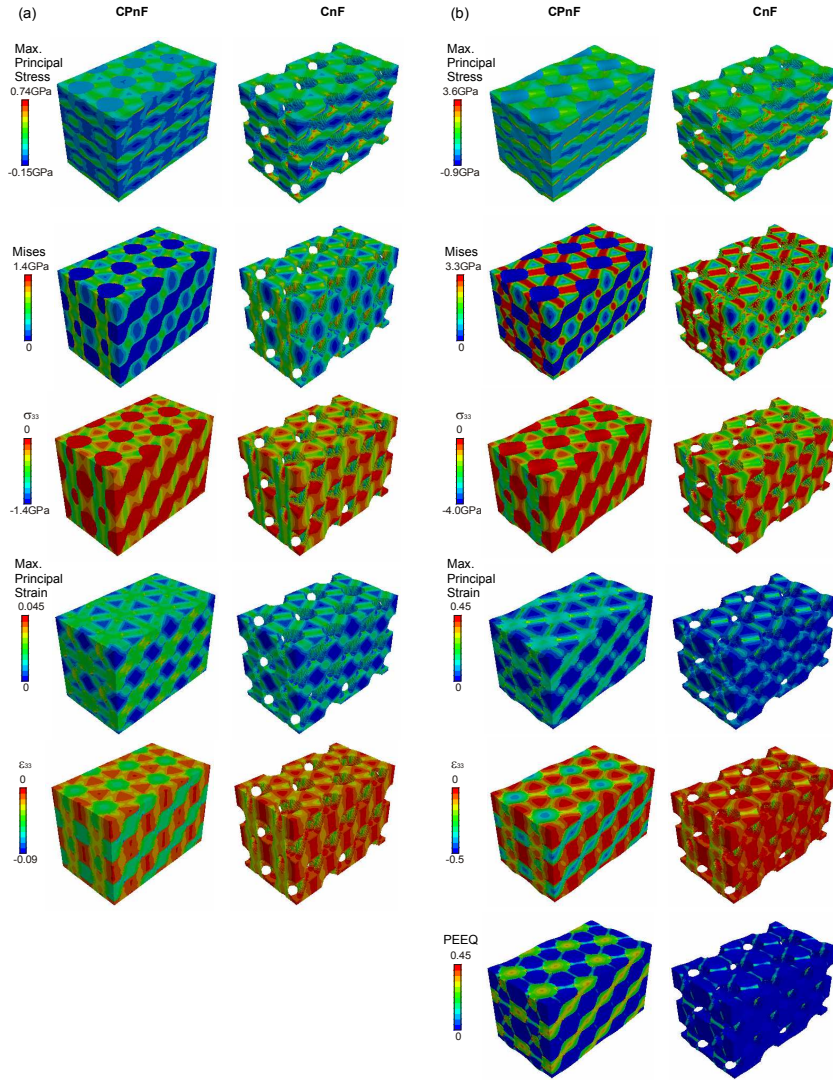 (a)
CPnF
CnF
Max.
Principal
Stress
0.74GPa
-0.15GPa
Mises
1.4GPa
0
σ33
0
-1.4GPa
Max.
Principal
Strain
0.045
0
ε33
0
-0.09
(b)
CPnF
CnF
Max.
Principal
Stress
3.6GPa
-0.9GPa
Mises
3.3GPa
0
σ33
0
-4.0GPa
Max.
Principal
Strain
0.45
0
ε33
0
-0.5
PEEQ
0.45
0